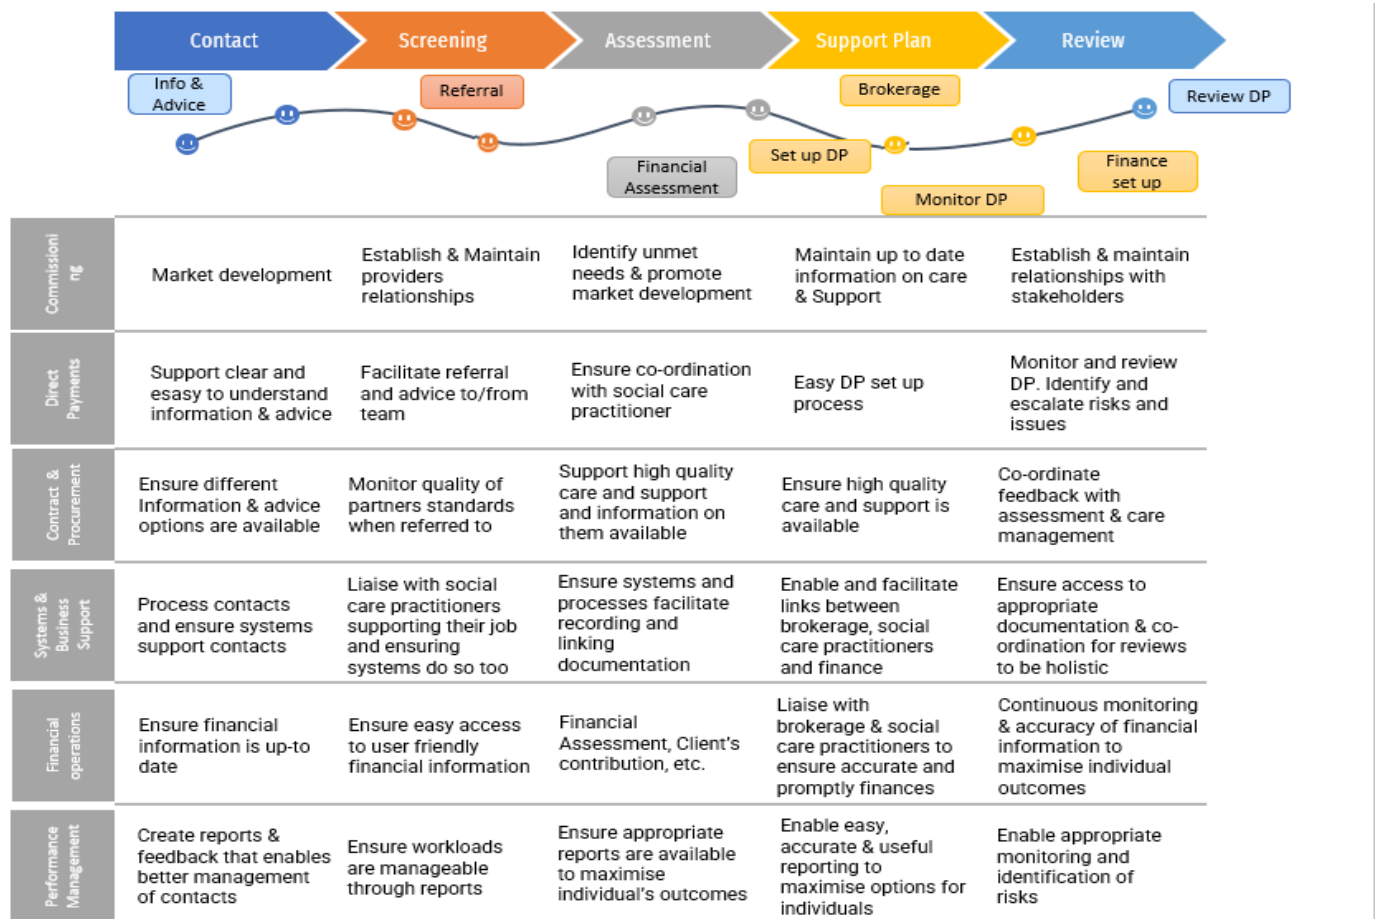 Contact
Screening
Assessment
Support Plan
Review
Info &
Advice
Referral
Brokerage
Review DP
Financial
Assessment
Set up DP
Finance
set up
Monitor DP
Commissioni
ng
Market development
Establish & Maintain
providers
relationships
Identify unmet
needs & promote
market development
Maintain up to date
information on care
& Support
Establish & maintain
relationships with
stakeholders
Direct
Payments
Support clear and
esasy to understand
information & advice
Facilitate referral
and advice to/from
team
Ensure co-ordination
with social care
practitioner
Easy DP set up
process
Monitor and review
DP. Identify and
escalate risks and
issues
Contract &
Procurement
Ensure different
Information & advice
options are available
Monitor quality of
partners standards
when referred to
Support high quality
care and support
and information on
them available
Ensure high quality
care and support is
available
Co-ordinate
feedback with
assessment & care
management
Systems &
Business
Support
Process contacts
and ensure systems
support contacts
Liaise with social
care practitioners
supporting their job
and ensuring
systems do so too
Ensure systems and
processes facilitate
recording and
linking
documentation
Enable and facilitate
links between
brokerage, social
care practitioners
and finance
Ensure access to
appropriate
documentation & co-
ordination for reviews
to be holistic
Financial
operations
Ensure financial
information is up-to
date
Ensure easy access
to user friendly
financial information
Financial
Assessment, Client's
contribution, etc.
Liaise with
brokerage & social
care practitioners to
ensure accurate and
promptly finances
Continuous monitoring
& accuracy of financial
information to
maximise individual
outcomes
Performance
Management
Create reports &
feedback that enables
better management
of contacts
Ensure workloads
are manageable
through reports
Ensure appropriate
reports are available
to maximise
individual's outcomes
Enable easy,
accurate & useful
reporting to
maximise options for
individuals
Enable appropriate
monitoring and
identification of
risks